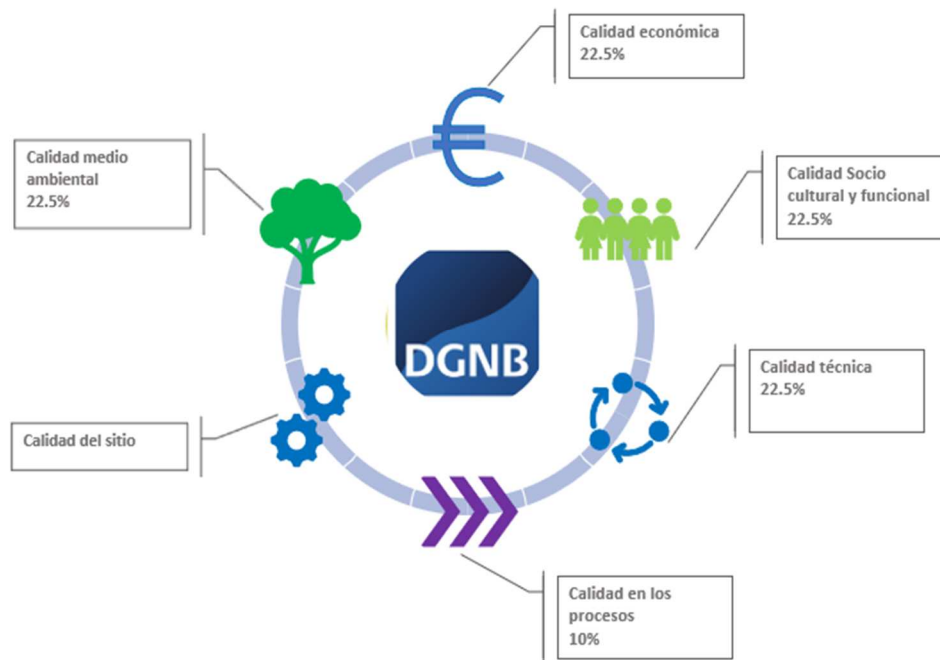 Calidad económica
22.5%
Calidad medio
ambiental
22.5%
Calidad Socio
cultural y funcional
22.5%
DGNB
Calidad técnica
22.5%
Calidad del sitio
Calidad en los
procesos
10%